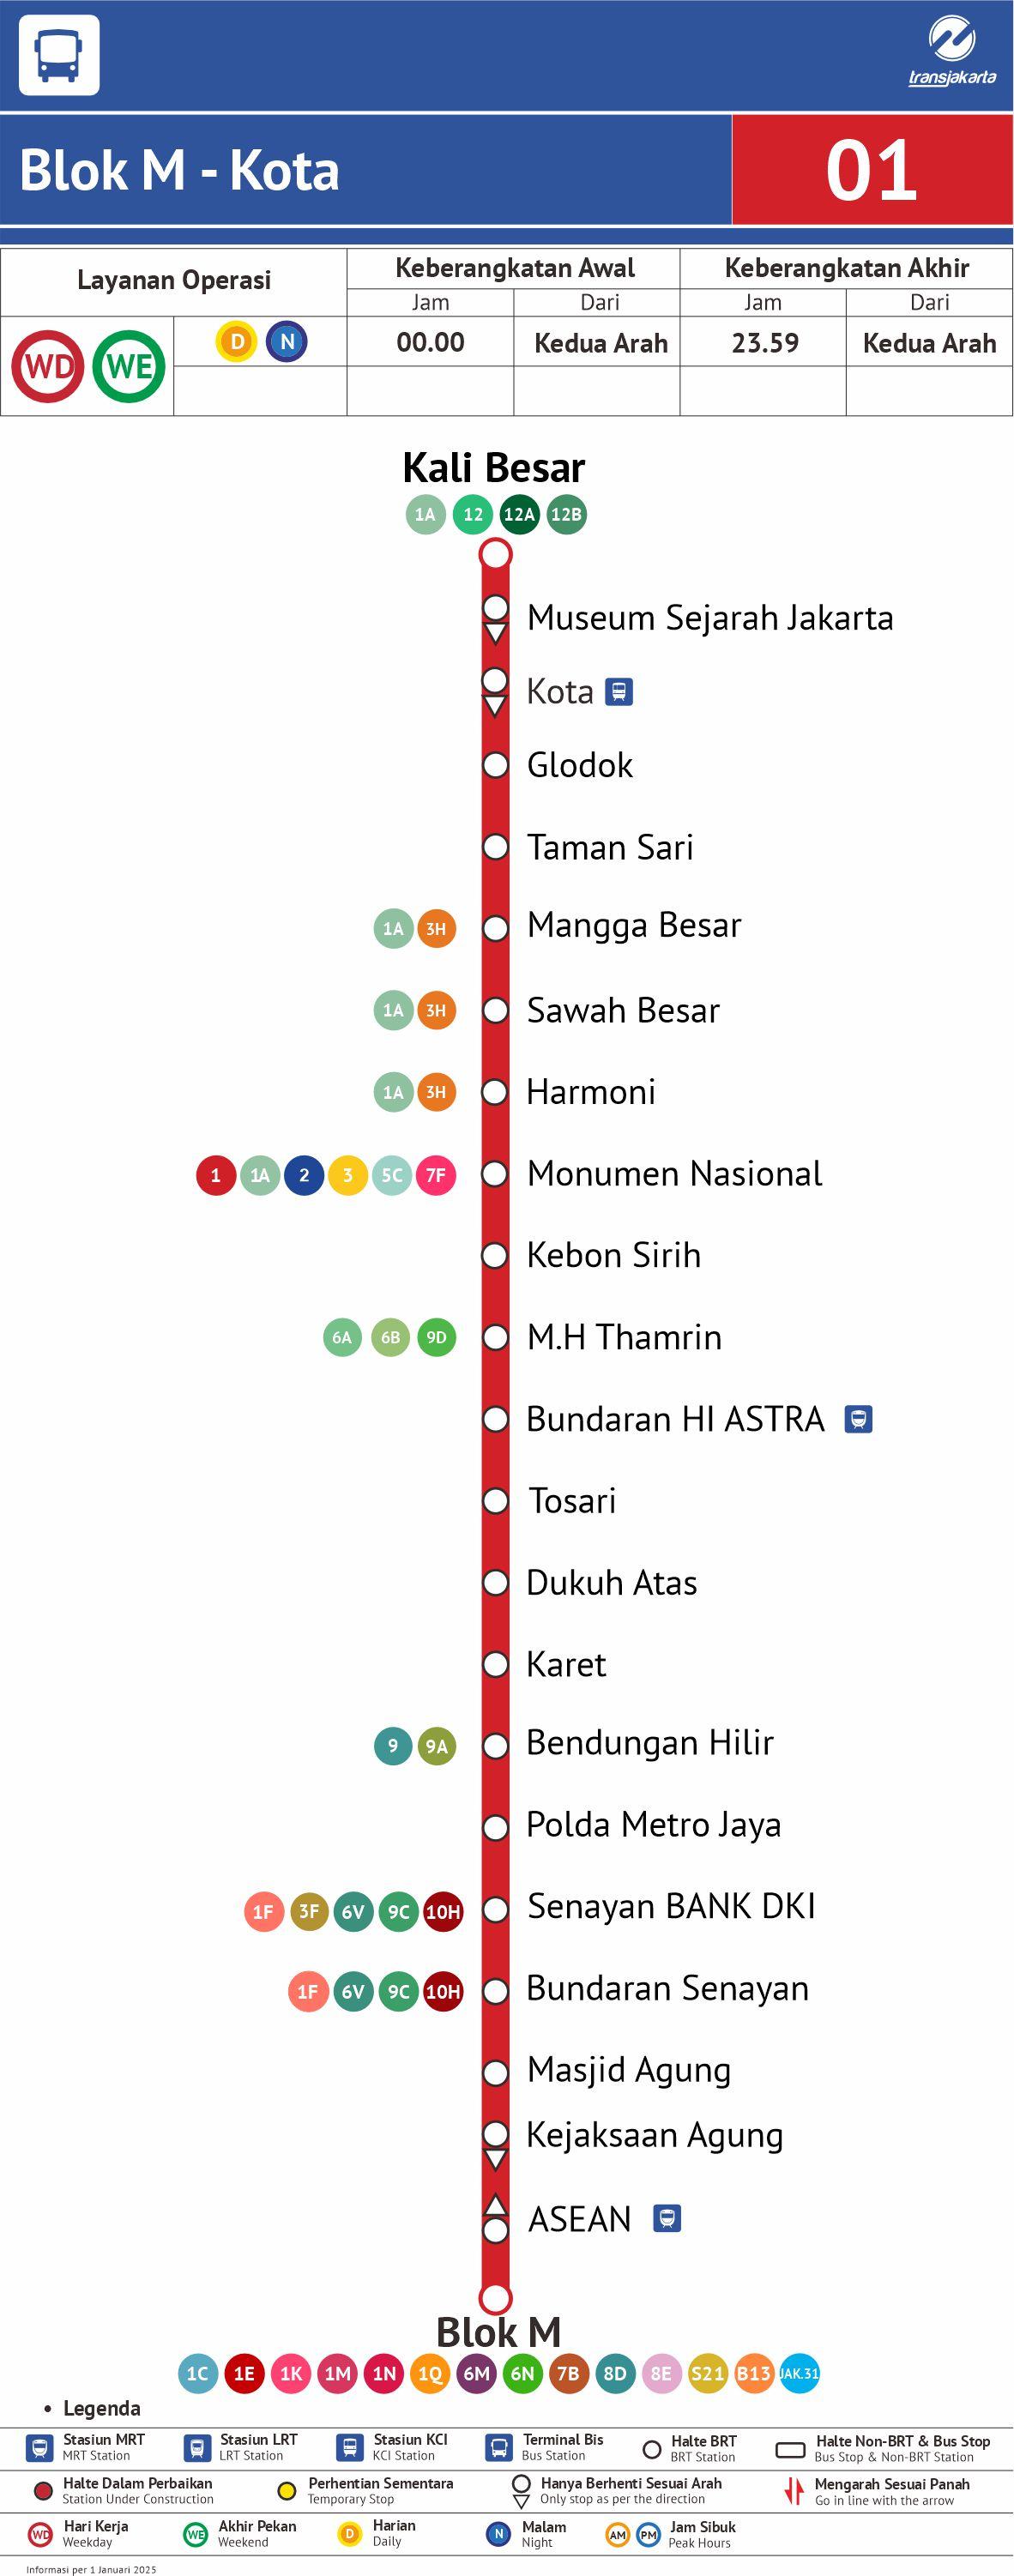 transjakarta
Blok M - Kota
01
Layanan Operasi
Keberangkatan Awal
Keberangkatan Akhir
Jam
Dari
Jam
Dari
WD WE
D N
00.00
Kedua Arah
23.59
Kedua Arah
Kali Besar
1A 12 12A 12B
Museum Sejarah Jakarta
Kota
Glodok
Taman Sari
1A 3H Mangga Besar
1A 3H Sawah Besar
1A 3H Harmoni
1 1A 2 3 5C 7F Monumen Nasional
Kebon Sirih
6A 6B 9D M.H Thamrin
Bundaran HI ASTRA
Tosari
Dukuh Atas
Karet
9 9A Bendungan Hilir
Polda Metro Jaya
1F 3F 6V 9C 10H Senayan BANK DKI
1F 6V 9C 10H Bundaran Senayan
Masjid Agung
Kejaksaan Agung
ASEAN
Blok M
1C 1E 1K 1M 1N 1Q 6M 6N 7B 8D 8E S21 B13 JAK.31
• Legenda
Stasiun MRT
MRT Station
Stasiun LRT
LRT Station
Stasiun KCI
KCI Station
Terminal Bis
Bus Station
Halte BRT
BRT Station
Halte Non-BRT & Bus Stop
Bus Stop & Non-BRT Station
Halte Dalam Perbaikan
Station Under Construction
Perhentian Sementara
Temporary Stop
Hanya Berhenti Sesuai Arah
Only stop as per the direction
Mengarah Sesuai Panah
Go in line with the arrow
WD Hari Kerja
Weekday
WE Akhir Pekan
Weekend
D Harian
Daily
N Malam
Night
AM PM Jam Sibuk
Peak Hours
Informasi per 1 Januari 2025